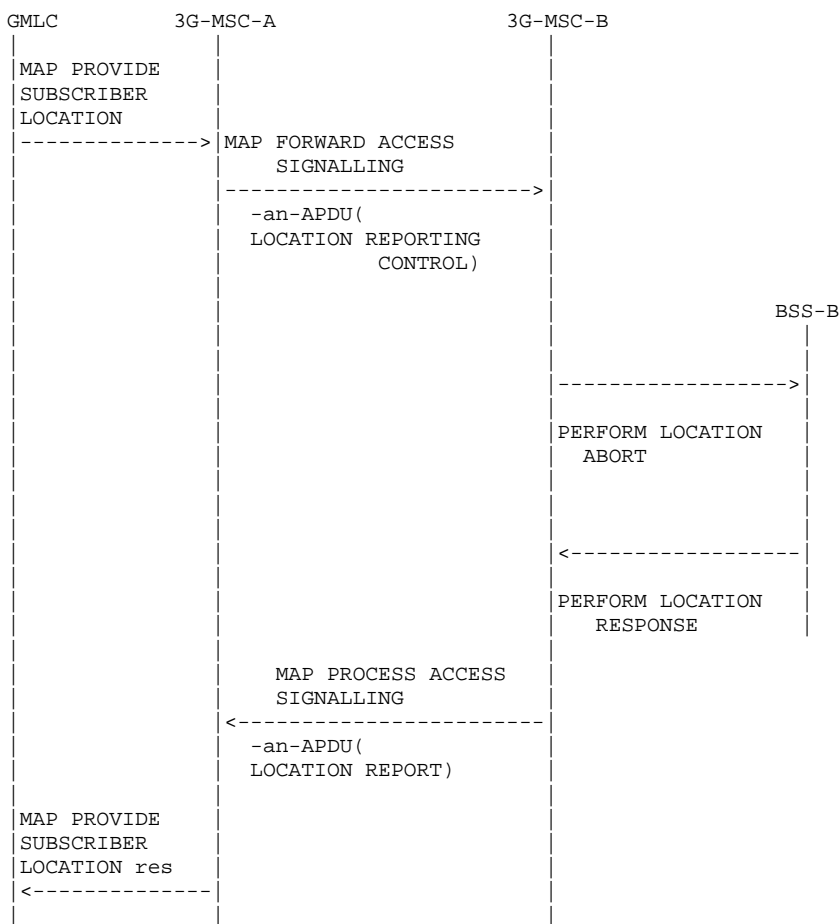 GMLC 3G-MSC-A 3G-MSC-B
MAP PROVIDE
SUBSCRIBER
LOCATION
MAP FORWARD ACCESS
SIGNALLING
-an-APDU(
LOCATION REPORTING
CONTROL)
BSS-B
PERFORM LOCATION
ABORT
PERFORM LOCATION
RESPONSE
MAP PROCESS ACCESS
SIGNALLING
-an-APDU(
LOCATION REPORT)
MAP PROVIDE
SUBSCRIBER
LOCATION res